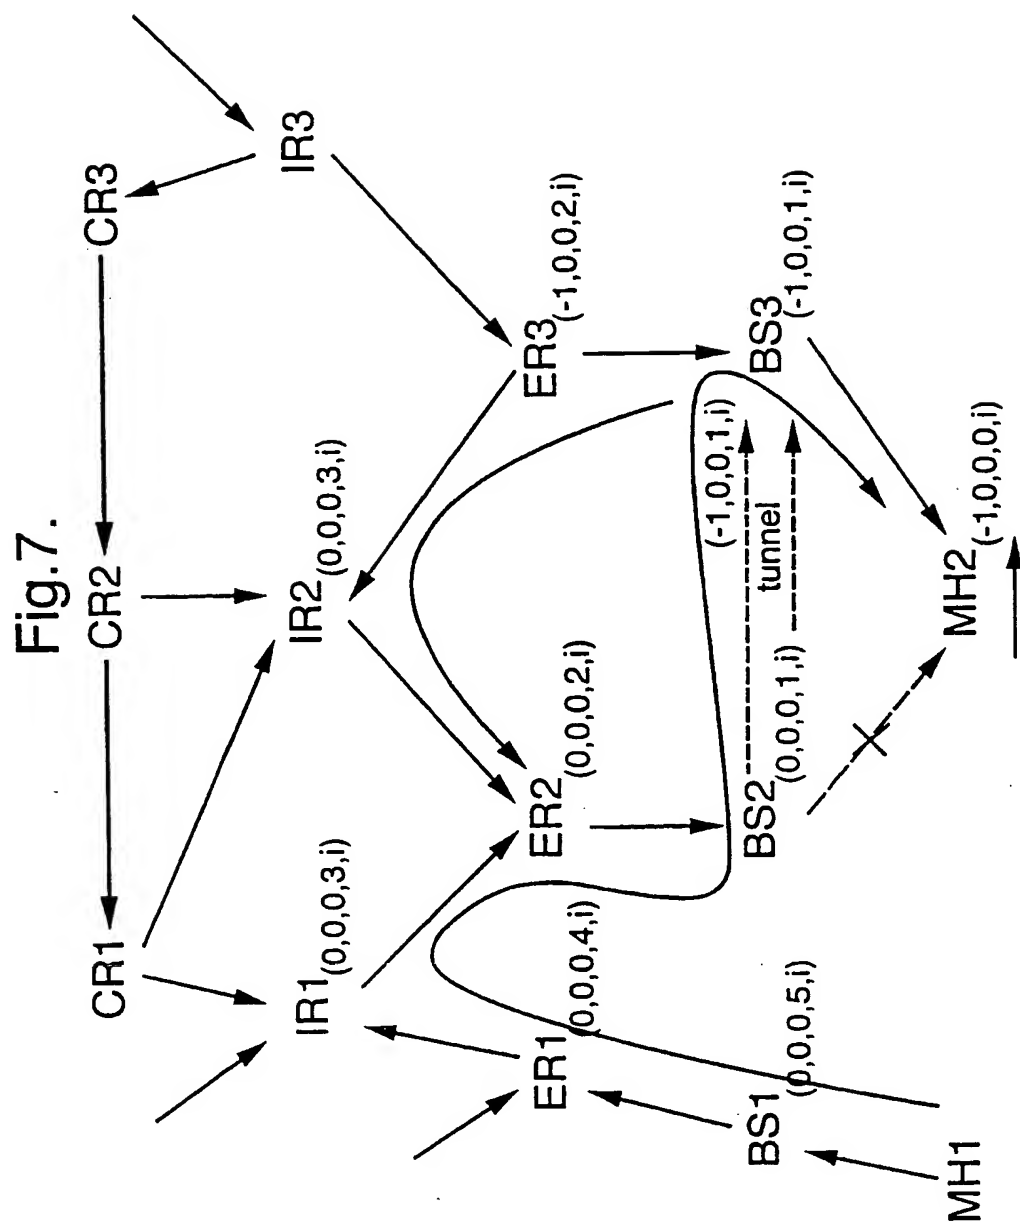 Fig.7.
CR1
CR2
CR3
IR1(0,0,0,3,i)
IR2(0,0,0,3,i)
IR3
ER1(0,0,0,4,i)
ER2(0,0,0,2,i)
ER3(-1,0,0,2,i)
(-1,0,0,1,i)
tunnel
BS1(0,0,0,5,i)
BS2(0,0,0,1,i)
BS3(-1,0,0,1,i)
MH1
MH2(-1,0,0,0,i)